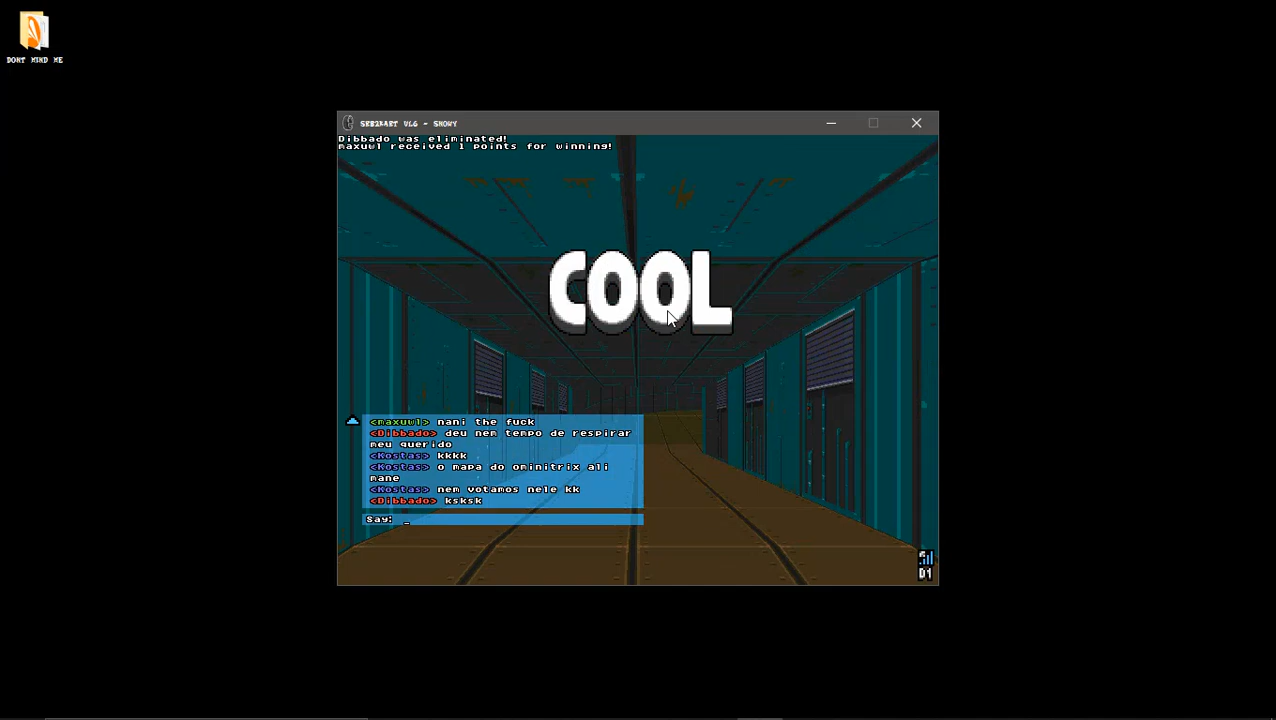 DONT MIND ME
SRB2KART V1.6 - SNOWY
Dibbado was eliminated!
maxuwl received 1 points for winning!
COOL
<maxuwl> nani the fuck
<Dibbado> deu nem tempo de respirar
meu querido
<Kostas> kkkk
<Kostas> o mapa do ominitrix ali
mane
<Kostas> nem votamos nele kk
<Dibbado> ksksk
Say: _
D1